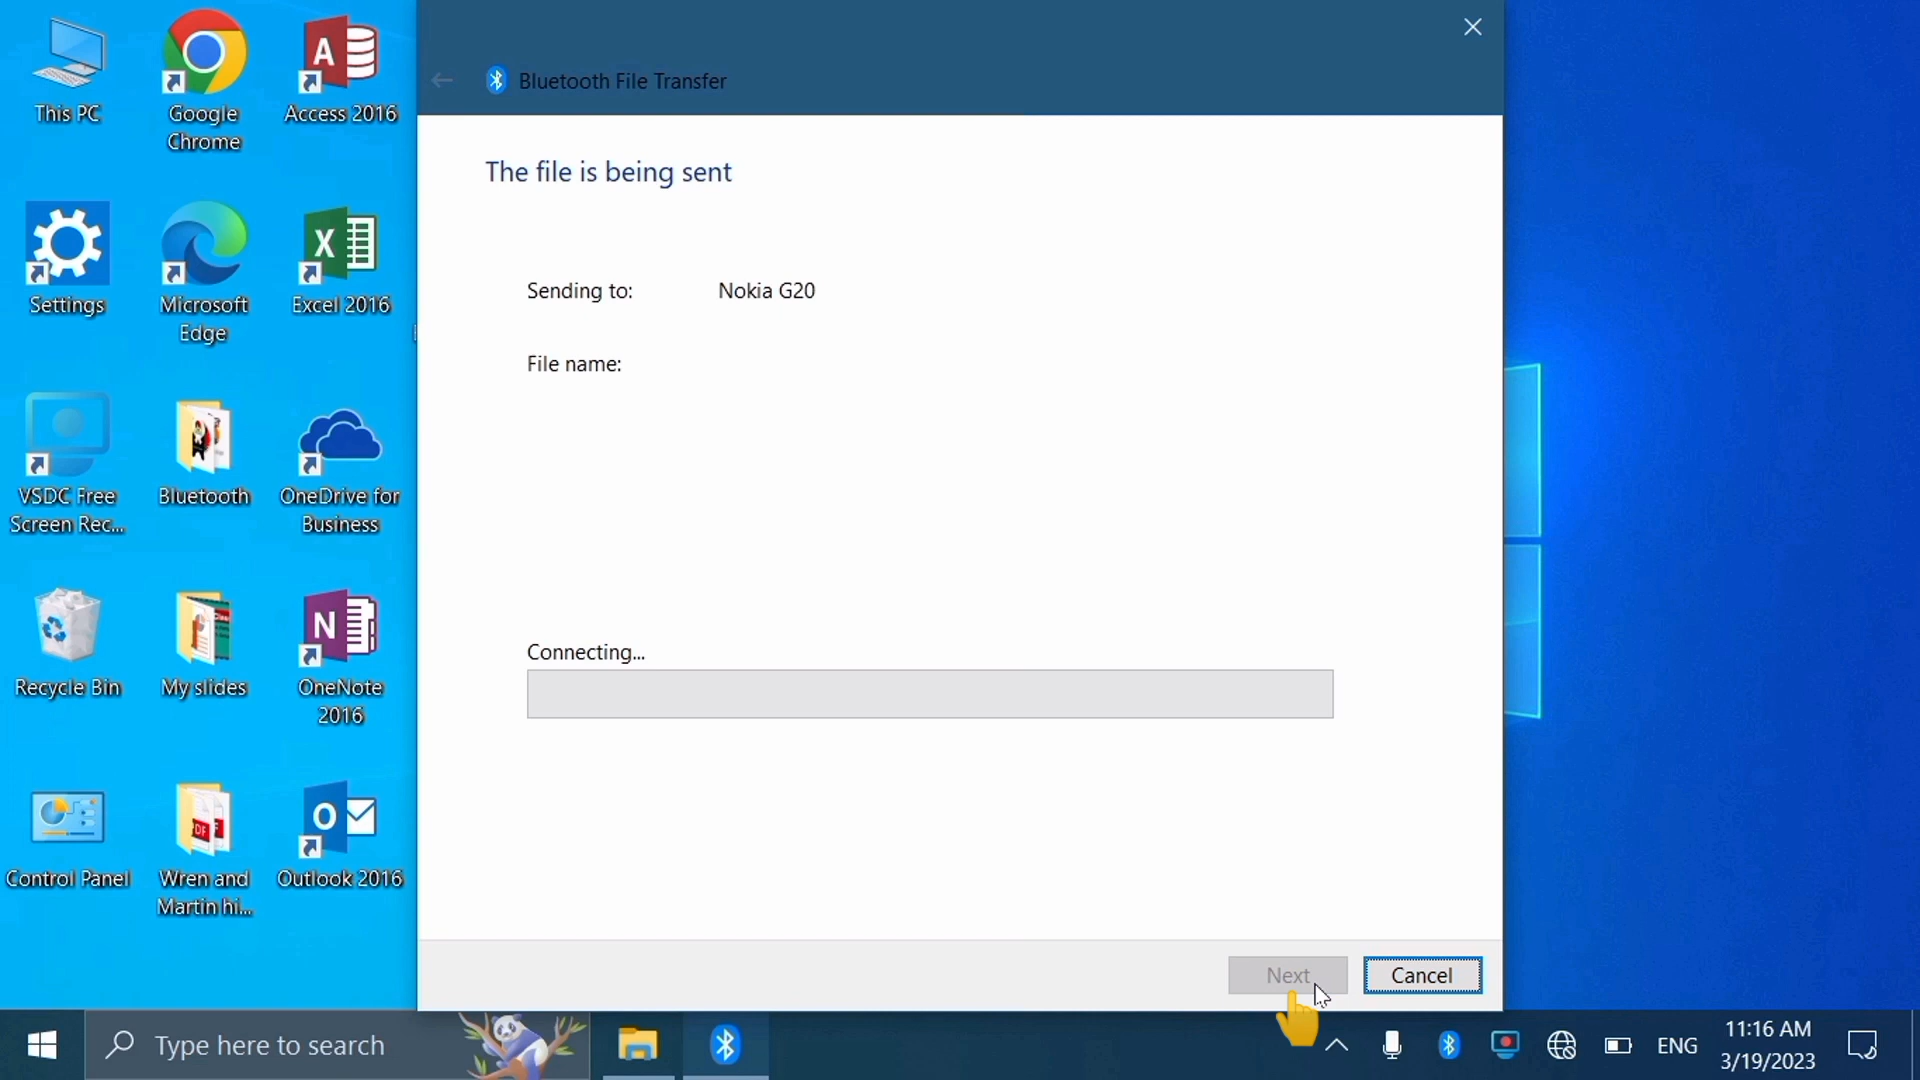 This PC
Google
Chrome
Access 2016
Settings
Microsoft
Edge
Excel 2016
VSDC Free
Screen Rec...
Bluetooth
OneDrive for
Business
Recycle Bin
My slides
OneNote
2016
Control Panel
Wren and
Martin hi...
Outlook 2016
Bluetooth File Transfer
The file is being sent
Sending to: Nokia G20
File name:
Connecting...
Next Cancel
Type here to search
ENG
11:16 AM
3/19/2023